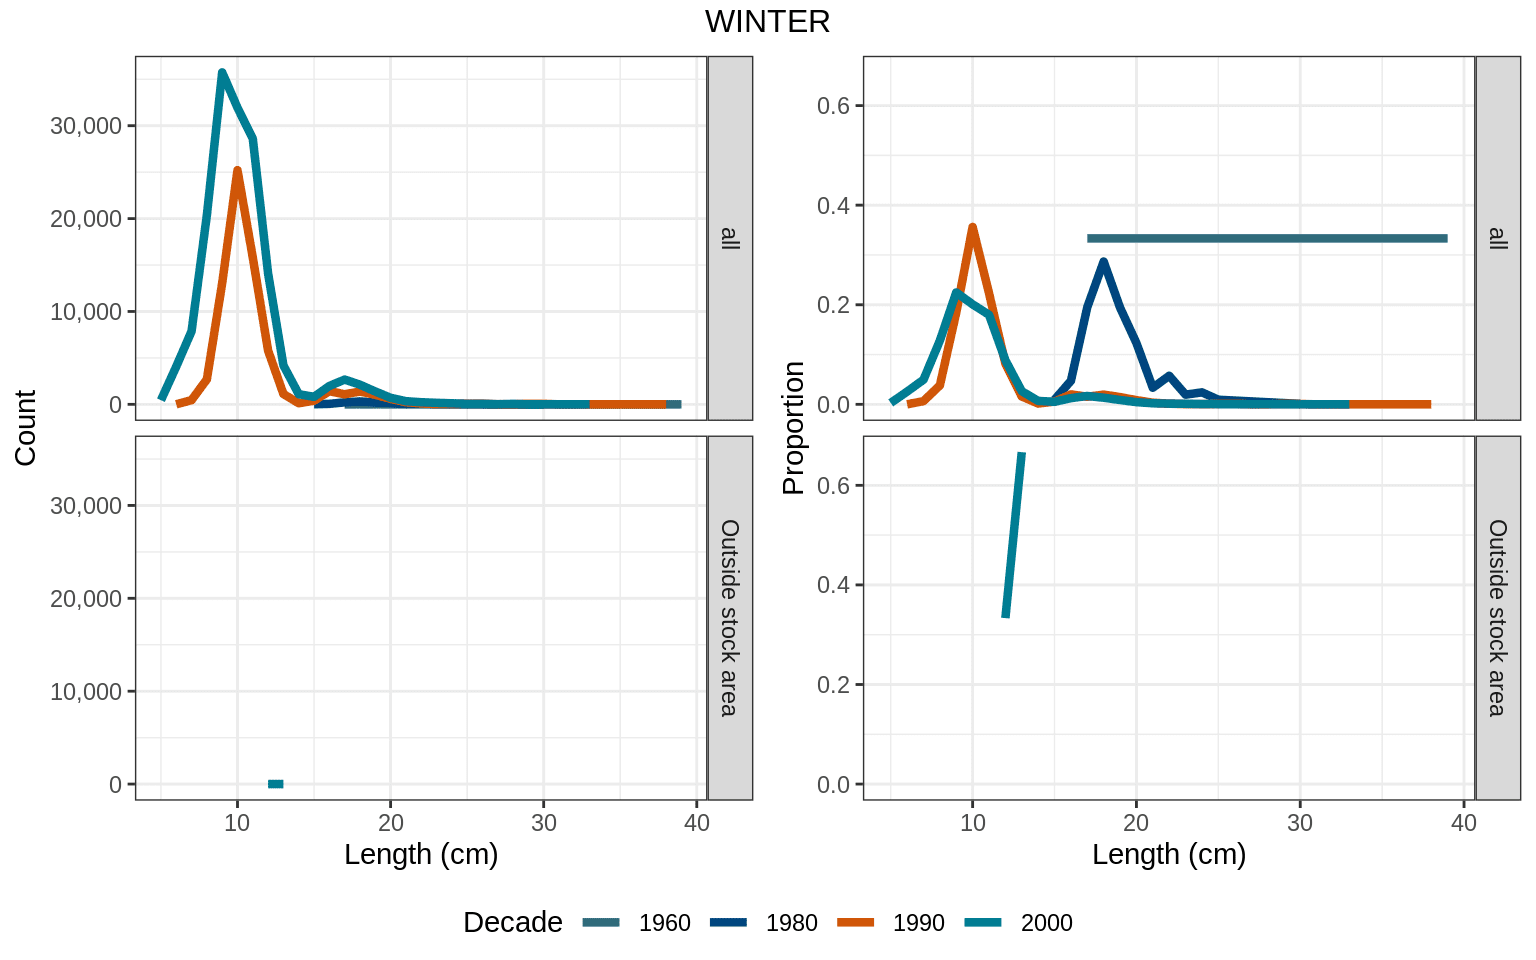 WINTER
Count
30,000
20,000
10,000
0
all
30,000
20,000
10,000
0
Outside stock area
10 20 30 40
Length (cm)
Proportion
0.6
0.4
0.2
0.0
all
0.6
0.4
0.2
0.0
Outside stock area
10 20 30 40
Length (cm)
Decade 1960 1980 1990 2000